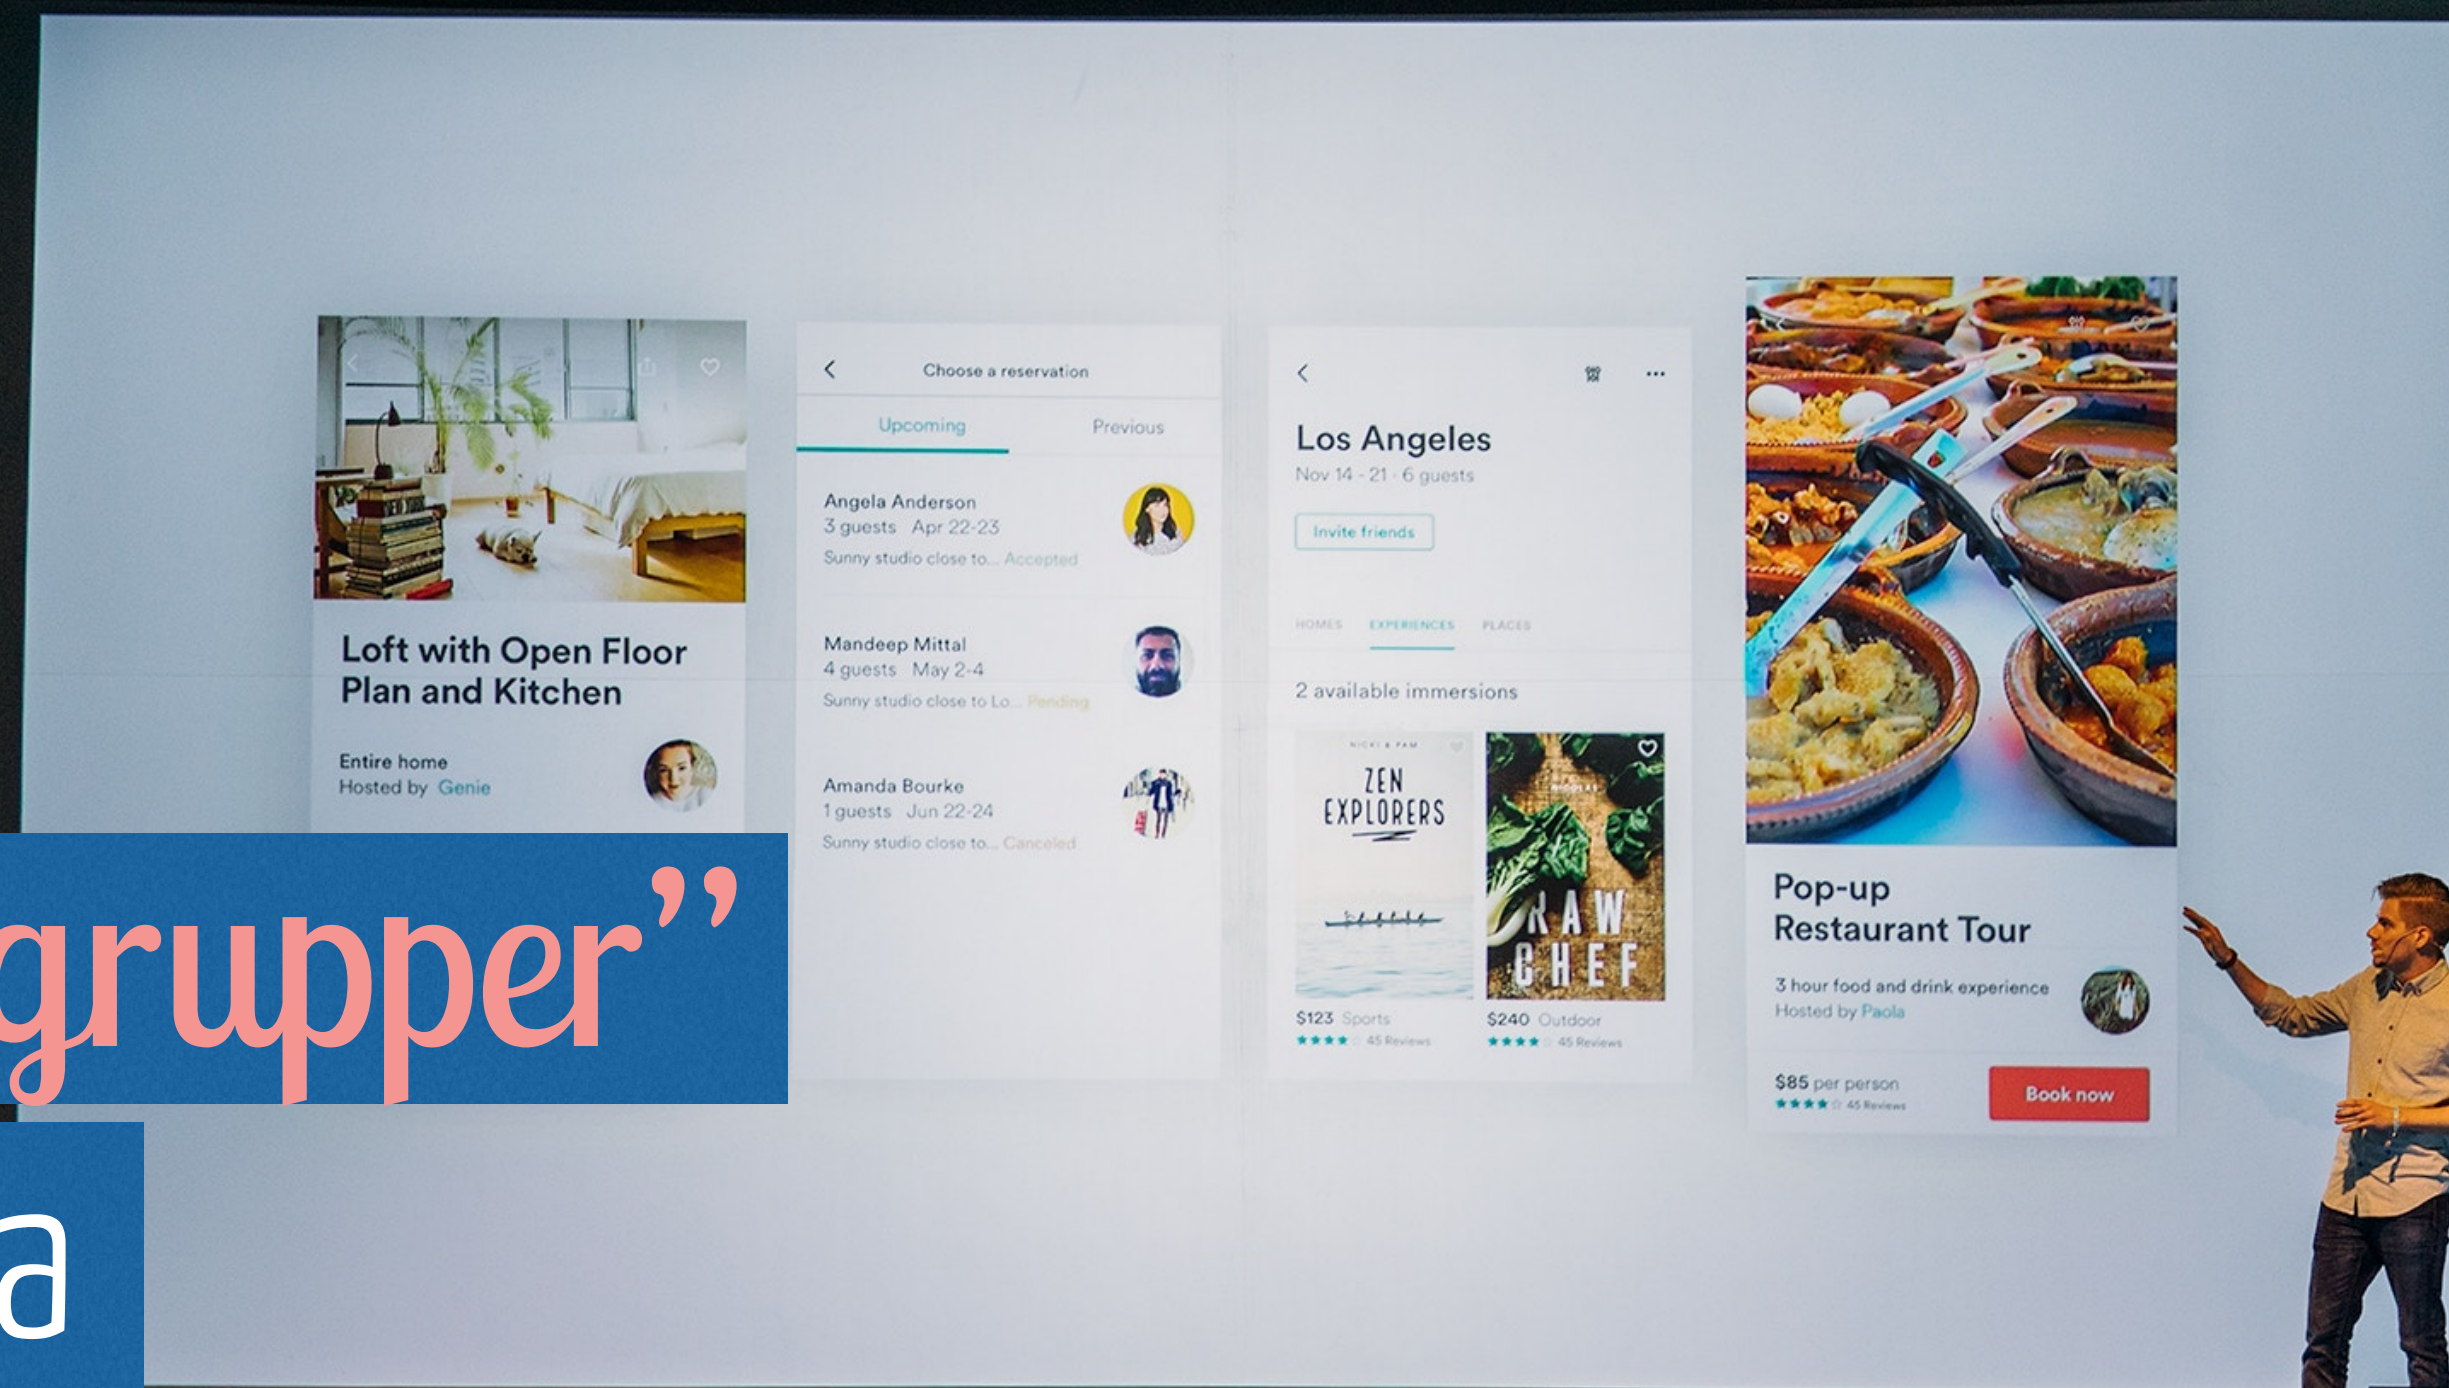 Loft with Open Floor
Plan and Kitchen
Entire home
Hosted by Genie
Choose a reservation
Upcoming Previous
Angela Anderson
3 guests Apr 22-23
Sunny studio close to... Accepted
Mandeep Mittal
4 guests May 2-4
Sunny studio close to Lo... Pending
Amanda Bourke
1 guests Jun 22-24
Sunny studio close to... Canceled
Los Angeles
Nov 14 - 21 · 6 guests
Invite friends
HOMES EXPERIENCES PLACES
2 available immersions
NICKI & PAM
ZEN
EXPLORERS
$123 Sports
45 Reviews
NICOLAS
RAW
CHEF
$240 Outdoor
45 Reviews
Pop-up
Restaurant Tour
3 hour food and drink experience
Hosted by Paola
$85 per person
45 Reviews
Book now
grupper”
a